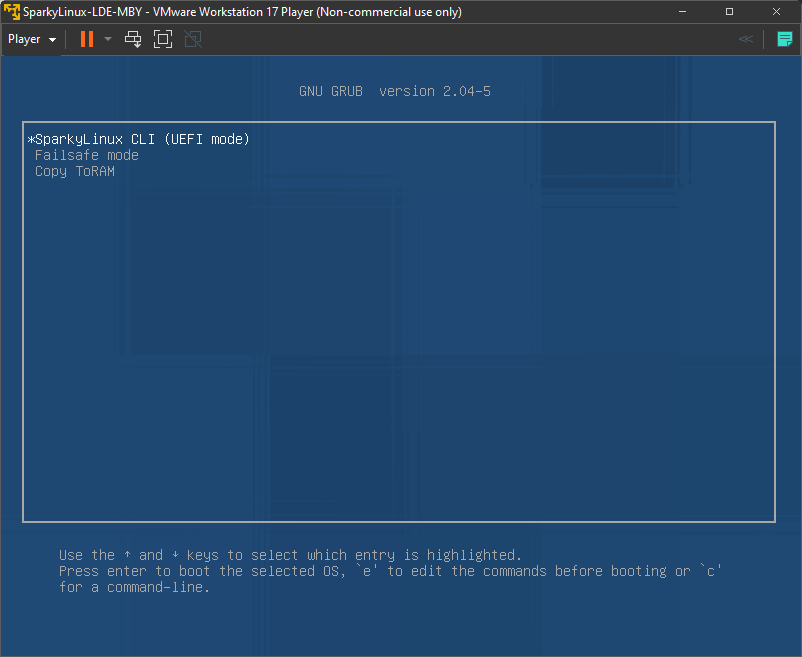 SparkyLinux-LDE-MBY - VMware Workstation 17 Player (Non-commercial use only)
Player
GNU GRUB  version 2.04-5
*SparkyLinux CLI (UEFI mode)
Failsafe mode
Copy ToRAM
Use the ↑ and ↓ keys to select which entry is highlighted.
Press enter to boot the selected OS, `e' to edit the commands before booting or `c'
for a command-line.